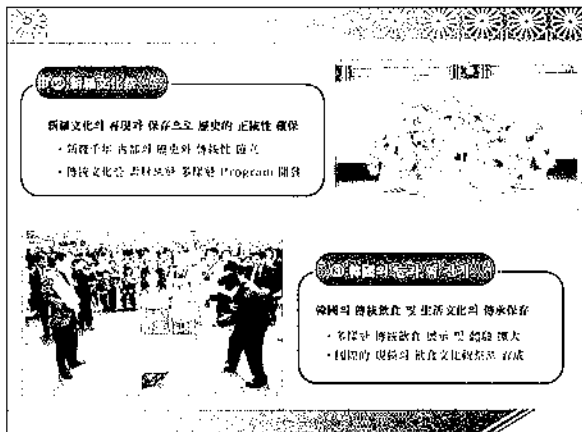 新羅文化의 再現과 保存으로 歷史的 正統性 確保
• 新羅千年 古都의 歷史와 傳統性 確立
• 傳統文化를 素材로한 多樣한 Program 開發
韓國의
韓國의 傳統飮食 및 生活文化의 傳承保存
• 多樣한 傳統飮食 展示 및 體驗 擴大
• 國際的 規模의 飮食文化祝祭로 育成